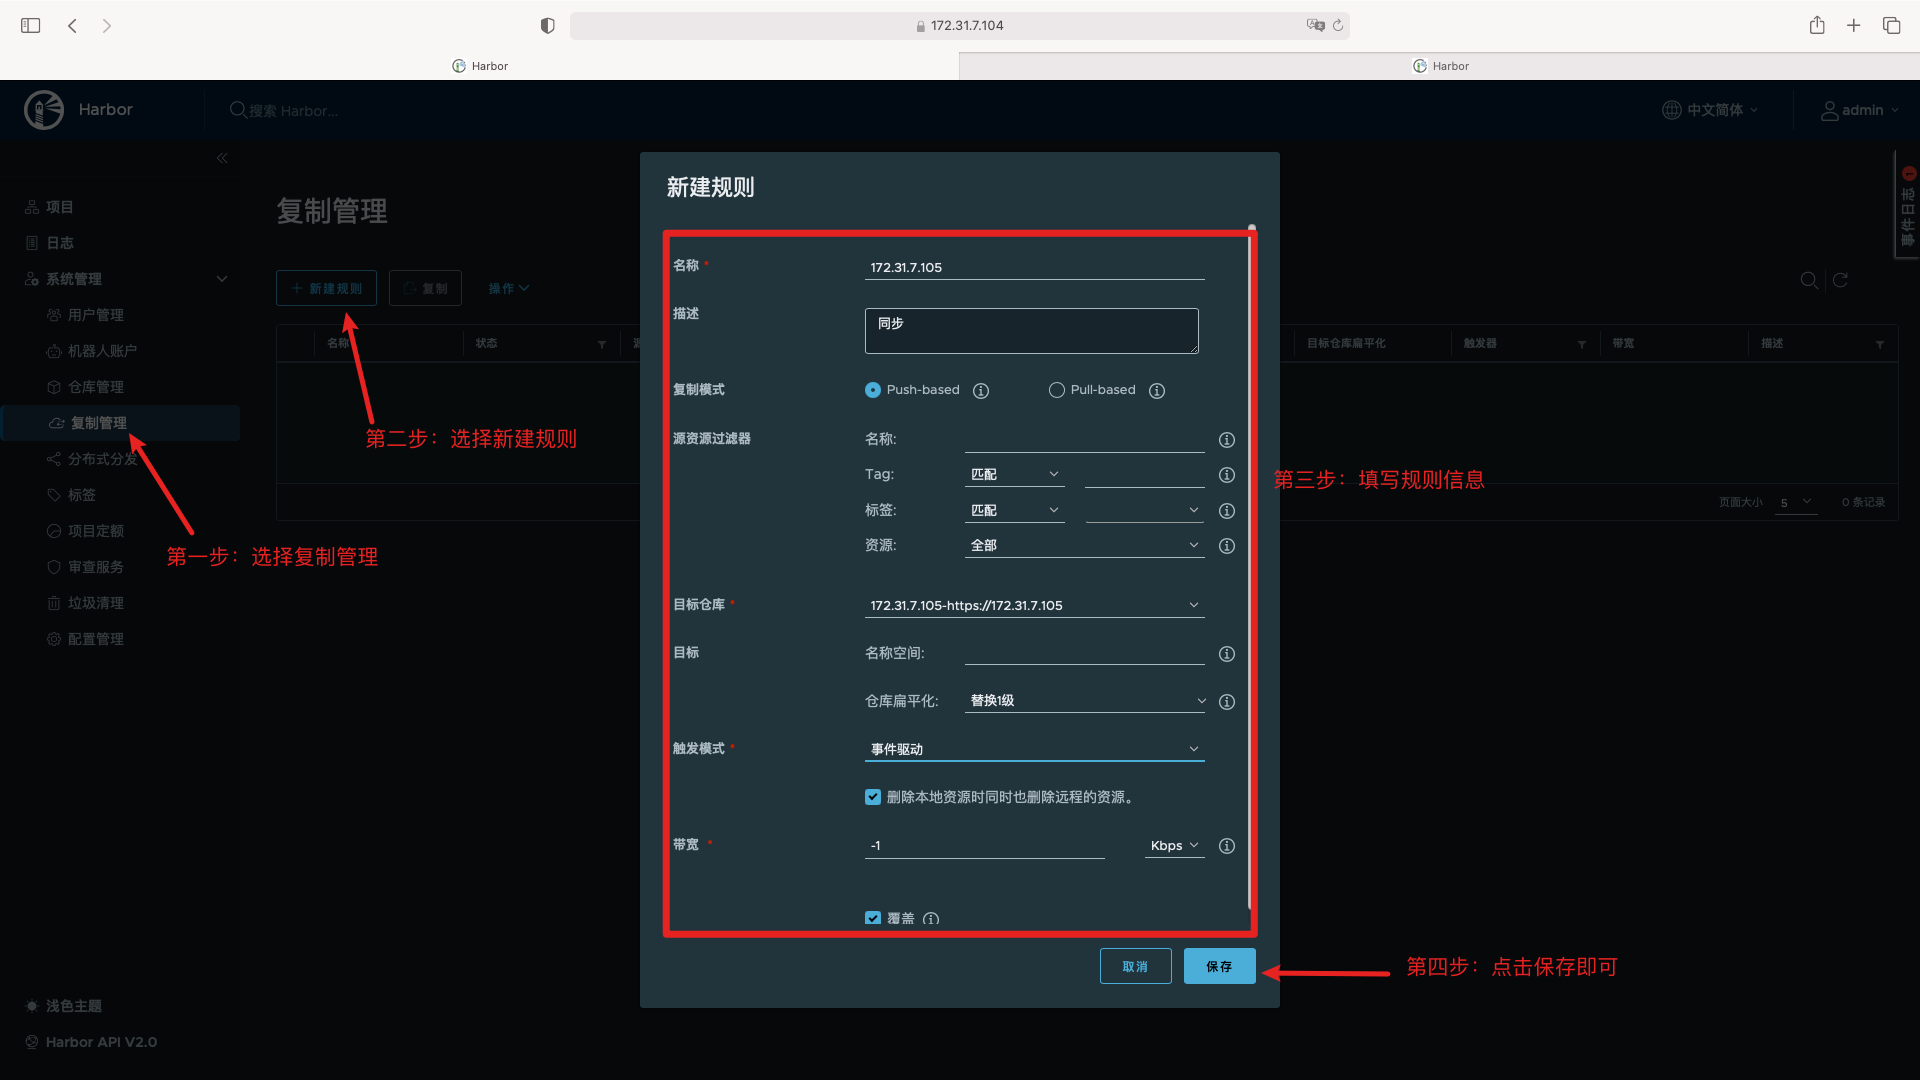 172.31.7.104
Harbor
Harbor
Harbor
搜索 Harbor...
中文简体
admin
事件日志
1
项目
日志
系统管理
用户管理
机器人账户
仓库管理
复制管理
分布式分发
标签
项目定额
审查服务
垃圾清理
配置管理
浅色主题
Harbor API V2.0
复制管理
新建规则
复制
操作
名称
状态
源
目标仓库扁平化
触发器
带宽
描述
页面大小
5
0 条记录
第一步：选择复制管理
第二步：选择新建规则
新建规则
名称 *
172.31.7.105
描述
同步
复制模式
Push-based
Pull-based
源资源过滤器
名称:
Tag:
匹配
标签:
匹配
资源:
全部
目标仓库 *
172.31.7.105-https://172.31.7.105
目标
名称空间:
仓库扁平化:
替换1级
触发模式 *
事件驱动
删除本地资源时同时也删除远程的资源。
带宽 *
-1
Kbps
覆盖
取消
保存
第三步：填写规则信息
第四步：点击保存即可